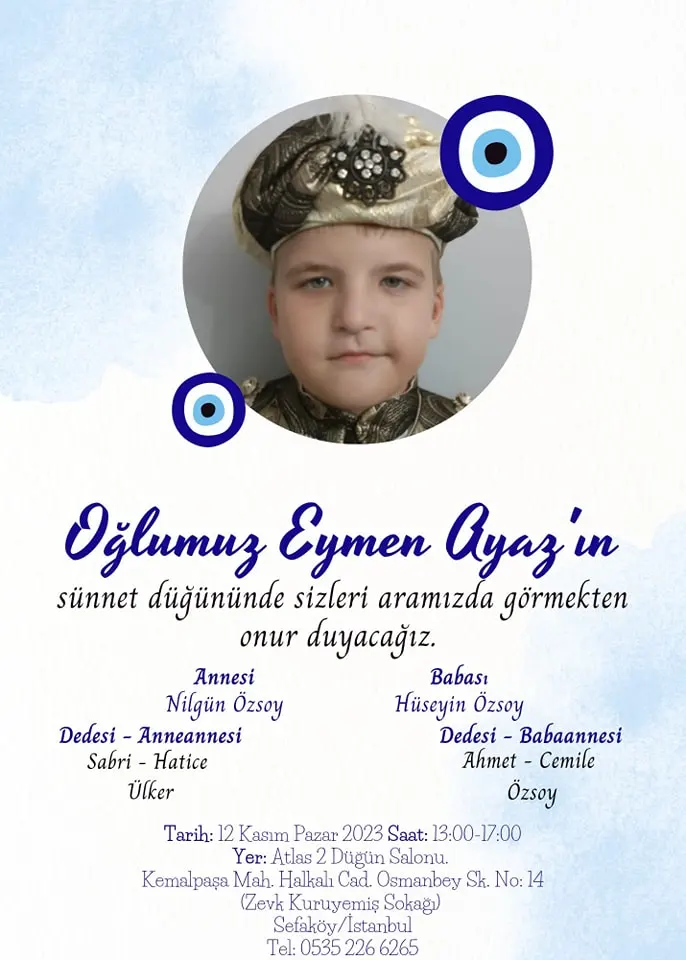 Oğlumuz Eymen Ayaz'ın
sünnet düğününde sizleri aramızda görmekten
onur duyacağız.
Annesi
Nilgün Özsoy
Babası
Hüseyin Özsoy
Dedesi - Anneannesi
Sabri - Hatice
Ülker
Dedesi - Babaannesi
Ahmet - Cemile
Özsoy
Tarih: 12 Kasım Pazar 2023 Saat: 13:00-17:00
Yer: Atlas 2 Düğün Salonu.
Kemalpaşa Mah. Halkalı Cad. Osmanbey Sk. No: 14
(Zevk Kuruyemiş Sokağı)
Sefaköy/İstanbul
Tel: 0535 226 6265